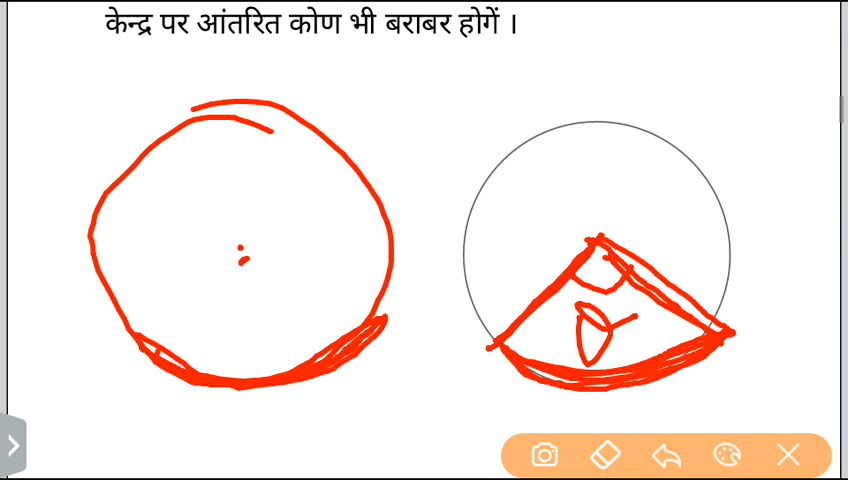 केन्द्र पर आंतरित कोण भी बराबर होगें ।